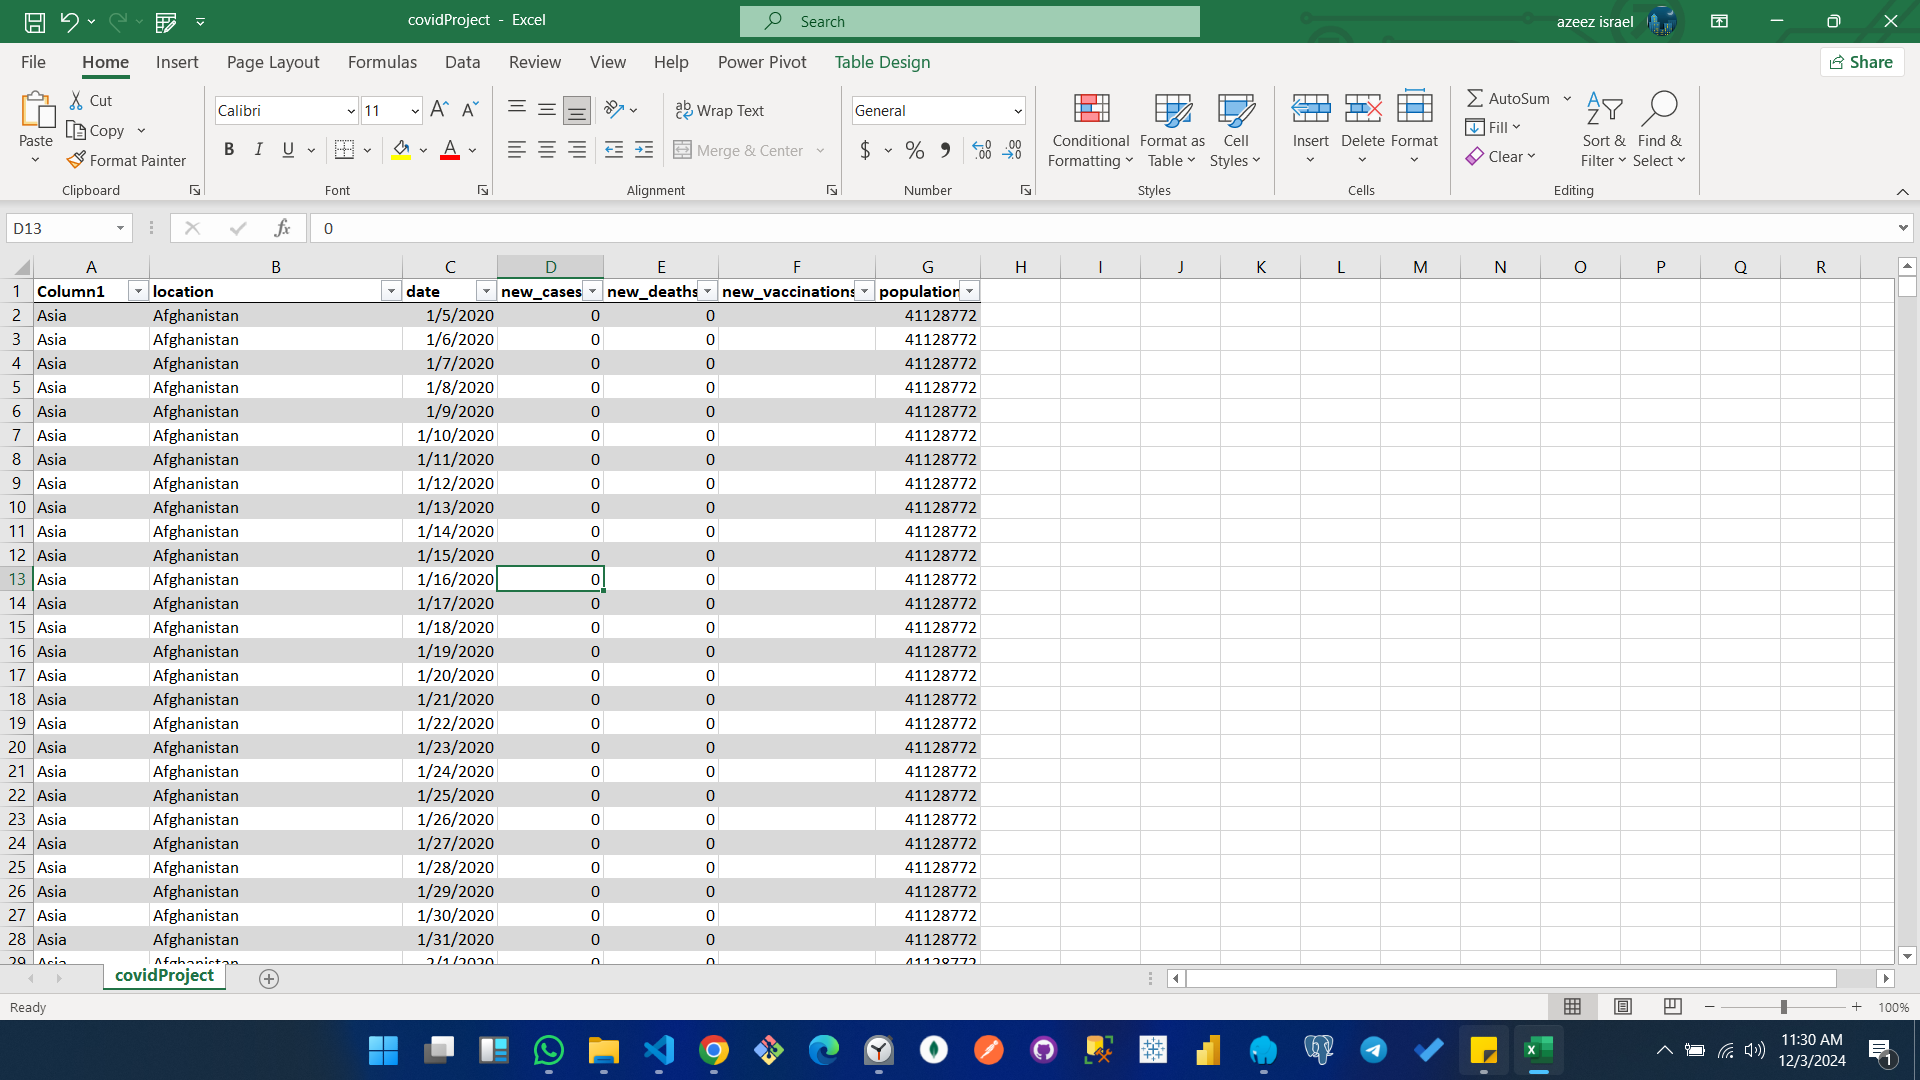 covidProject - Excel
Search
azeez israel
File Home Insert Page Layout Formulas Data Review View Help Power Pivot Table Design
Share
Paste
Cut
Copy
Format Painter
Clipboard
Calibri 11
B I U
A
Font
Wrap Text
Merge & Center
Alignment
General
$ % ,
Number
Conditional Formatting
Format as Table
Cell Styles
Styles
Insert Delete Format
Cells
AutoSum
Fill
Clear
Sort & Filter
Find & Select
Editing
D13 fx 0
A B C D E F G H I J K L M N O P Q R
1 Column1 location date new_cases new_deaths new_vaccinations population
2 Asia Afghanistan 1/5/2020 0 0 41128772
3 Asia Afghanistan 1/6/2020 0 0 41128772
4 Asia Afghanistan 1/7/2020 0 0 41128772
5 Asia Afghanistan 1/8/2020 0 0 41128772
6 Asia Afghanistan 1/9/2020 0 0 41128772
7 Asia Afghanistan 1/10/2020 0 0 41128772
8 Asia Afghanistan 1/11/2020 0 0 41128772
9 Asia Afghanistan 1/12/2020 0 0 41128772
10 Asia Afghanistan 1/13/2020 0 0 41128772
11 Asia Afghanistan 1/14/2020 0 0 41128772
12 Asia Afghanistan 1/15/2020 0 0 41128772
13 Asia Afghanistan 1/16/2020 0 0 41128772
14 Asia Afghanistan 1/17/2020 0 0 41128772
15 Asia Afghanistan 1/18/2020 0 0 41128772
16 Asia Afghanistan 1/19/2020 0 0 41128772
17 Asia Afghanistan 1/20/2020 0 0 41128772
18 Asia Afghanistan 1/21/2020 0 0 41128772
19 Asia Afghanistan 1/22/2020 0 0 41128772
20 Asia Afghanistan 1/23/2020 0 0 41128772
21 Asia Afghanistan 1/24/2020 0 0 41128772
22 Asia Afghanistan 1/25/2020 0 0 41128772
23 Asia Afghanistan 1/26/2020 0 0 41128772
24 Asia Afghanistan 1/27/2020 0 0 41128772
25 Asia Afghanistan 1/28/2020 0 0 41128772
26 Asia Afghanistan 1/29/2020 0 0 41128772
27 Asia Afghanistan 1/30/2020 0 0 41128772
28 Asia Afghanistan 1/31/2020 0 0 41128772
29 Asia Afghanistan 2/1/2020 0 0 41128772
covidProject
Ready
100%
11:30 AM
12/3/2024
1